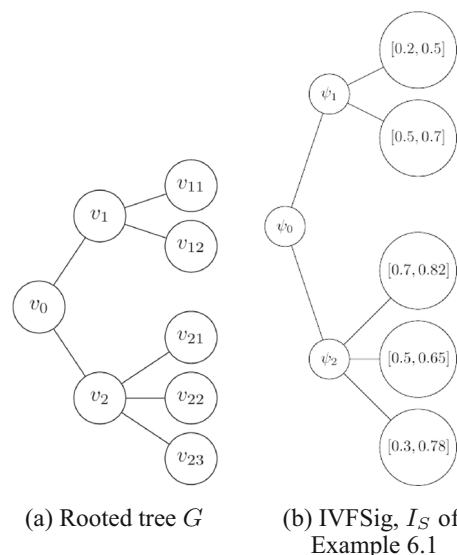 v₀
v₁
v₁₁
v₁₂
v₂
v₂₁
v₂₂
v₂₃
(a) Rooted tree G
ψ₀
ψ₁
[0.2, 0.5]
[0.5, 0.7]
ψ₂
[0.7, 0.82]
[0.5, 0.65]
[0.3, 0.78]
(b) IVFSig, I_S of
Example 6.1